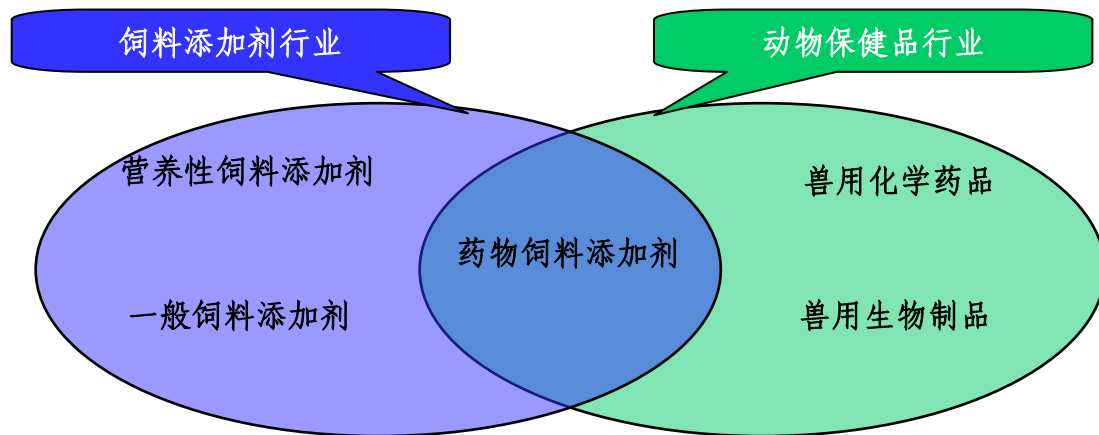 饲料添加剂行业
动物保健品行业
营养性饲料添加剂
兽用化学药品
药物饲料添加剂
一般饲料添加剂
兽用生物制品